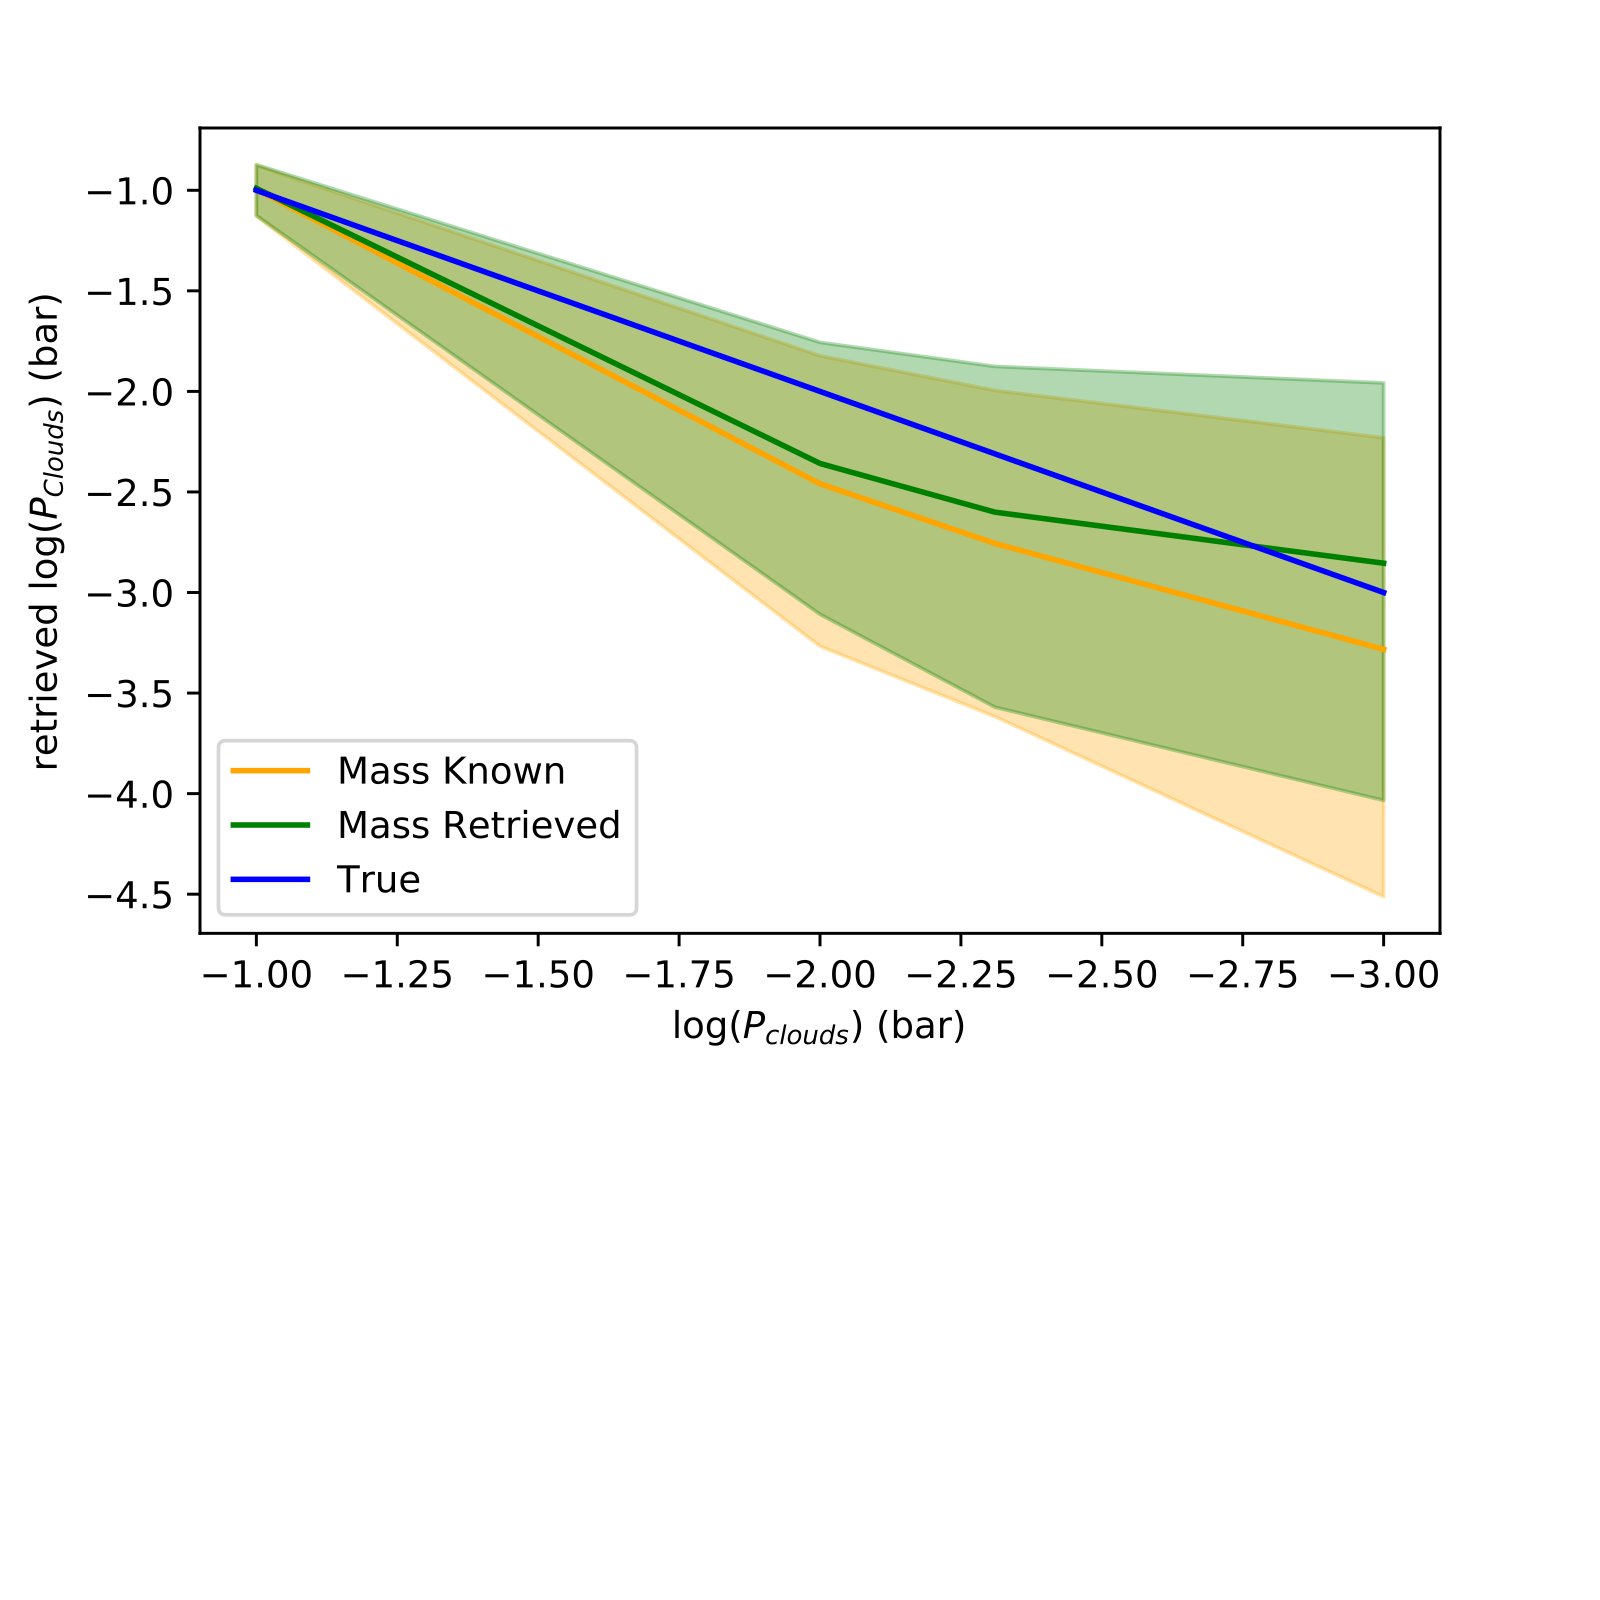 retrieved log(P_Clouds) (bar)
−1.0
−1.5
−2.0
−2.5
−3.0
−3.5
−4.0
−4.5
Mass Known
Mass Retrieved
True
−1.00 −1.25 −1.50 −1.75 −2.00 −2.25 −2.50 −2.75 −3.00
log(P_clouds) (bar)